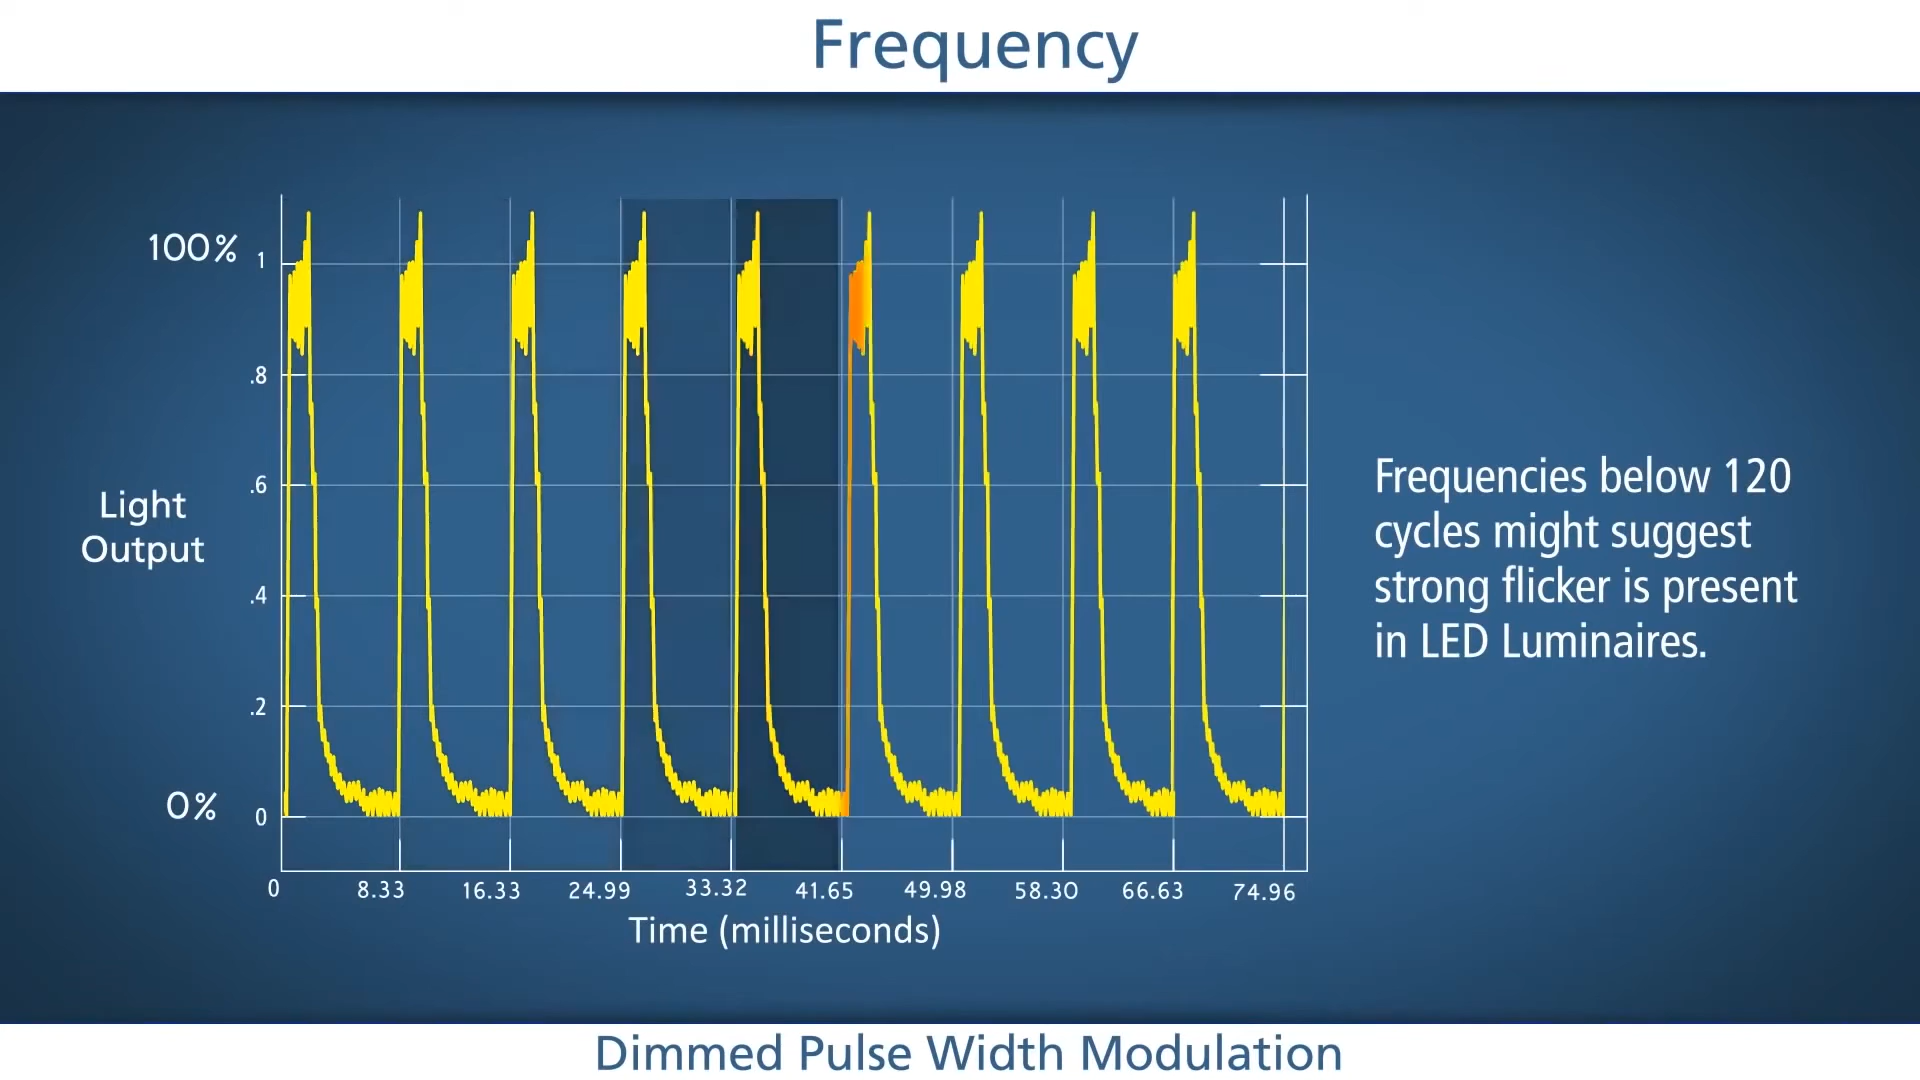 Frequency
100%
1
.8
.6
Light
Output
.4
.2
0%
0
0 8.33 16.33 24.99 33.32 41.65 49.98 58.30 66.63 74.96
Time (milliseconds)
Frequencies below 120
cycles might suggest
strong flicker is present
in LED Luminaires.
Dimmed Pulse Width Modulation